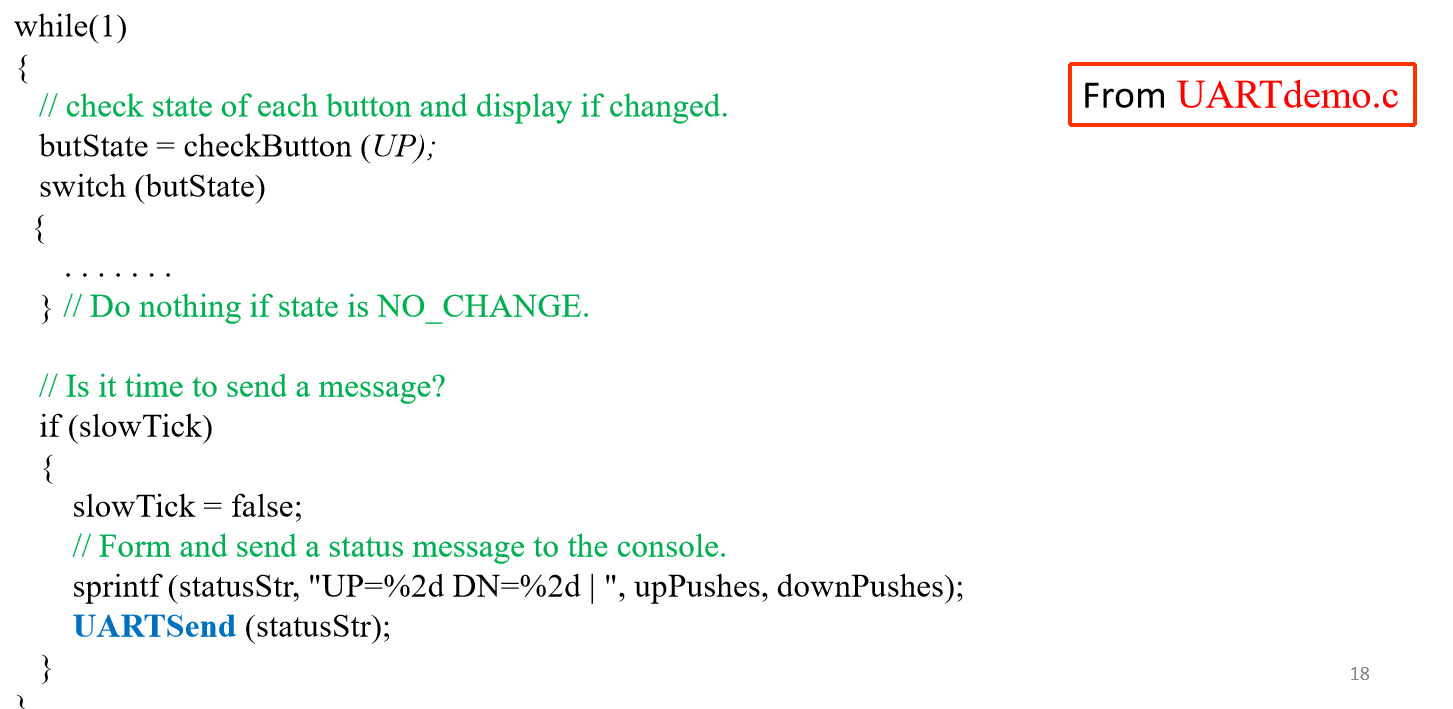 while(1)
{
From UARTdemo.c
// check state of each button and display if changed.
butState = checkButton (UP);
switch (butState)
{
. . . . . . .
} // Do nothing if state is NO_CHANGE.
// Is it time to send a message?
if (slowTick)
{
slowTick = false;
// Form and send a status message to the console.
sprintf (statusStr, "UP=%2d DN=%2d | ", upPushes, downPushes);
UARTSend (statusStr);
}
18
}